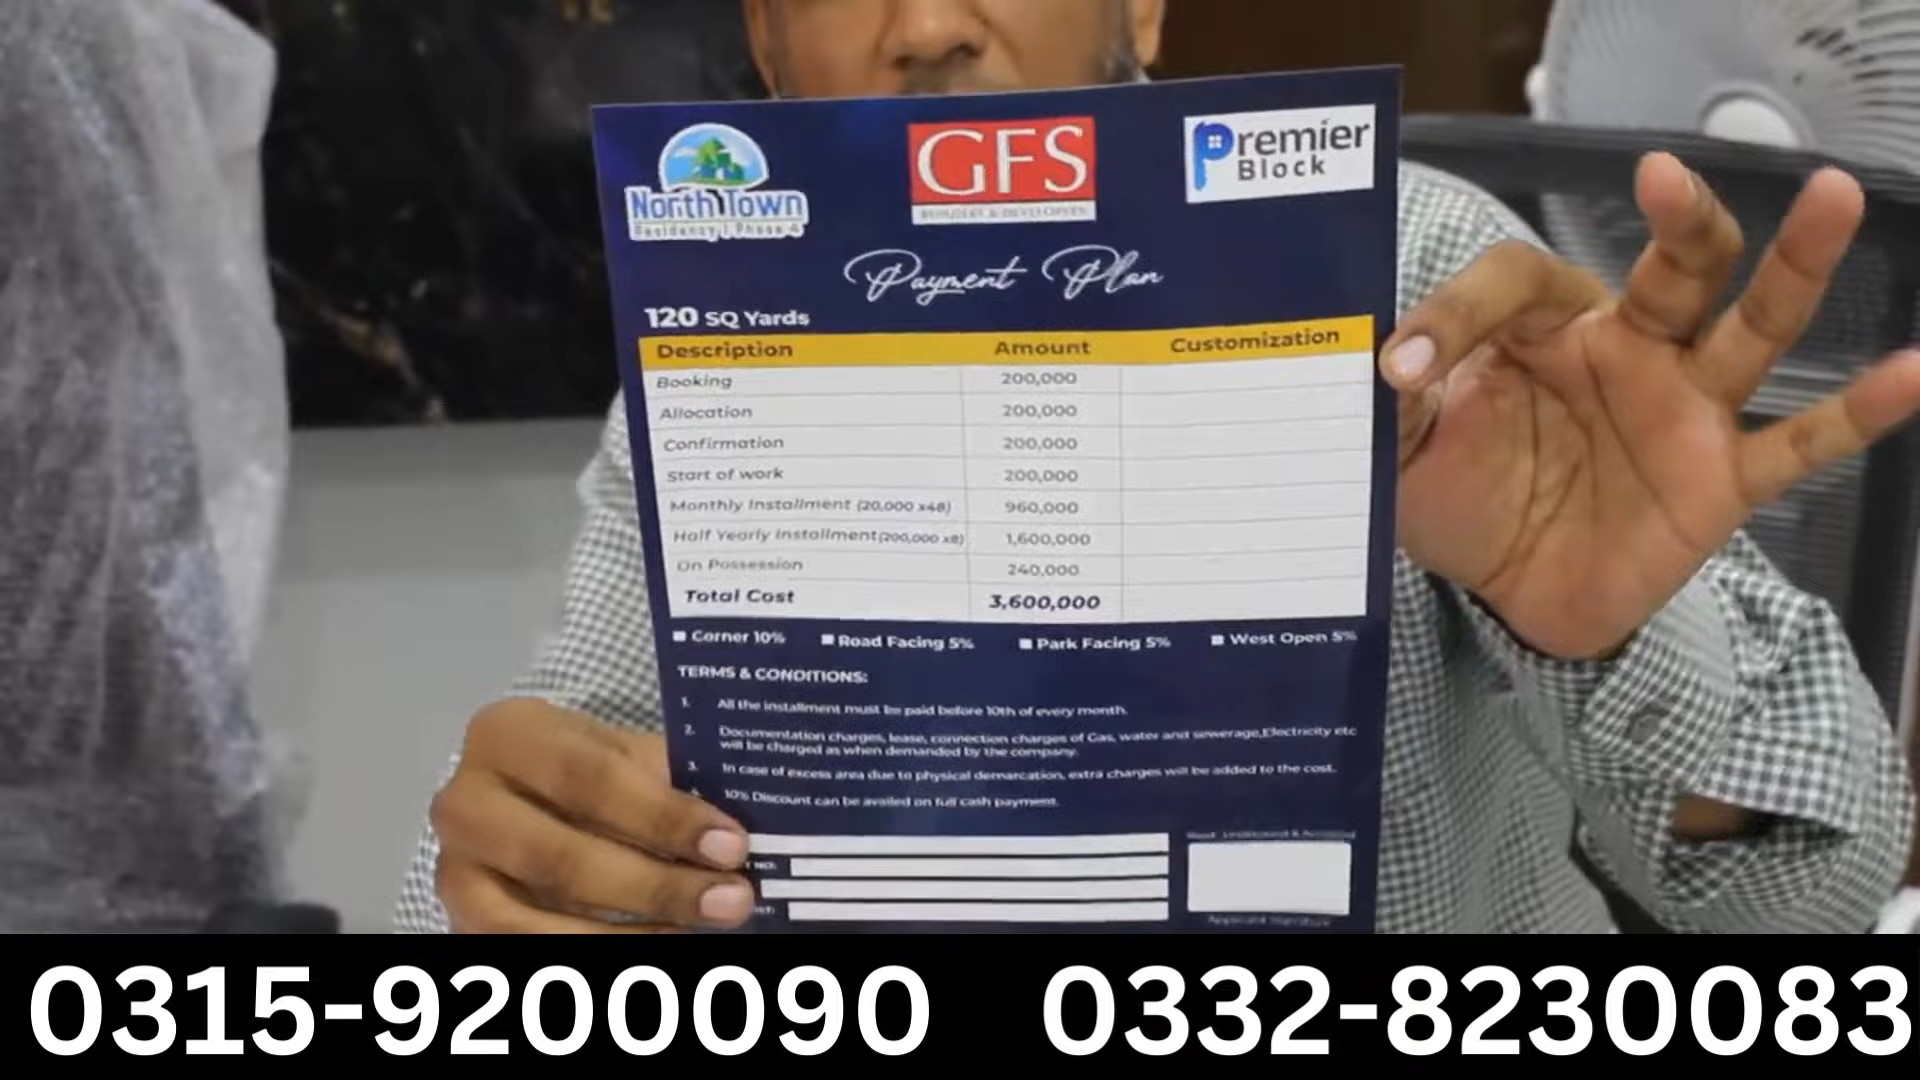 North Town
Residency | Phase 4
GFS
BUILDERS & DEVELOPERS
Premier
Block
Payment Plan
120 SQ Yards
Description Amount Customization
Booking 200,000
Allocation 200,000
Confirmation 200,000
Start of work 200,000
Monthly Installment (20,000 x48) 960,000
Half Yearly Installment(200,000 x8) 1,600,000
On Possession 240,000
Total Cost 3,600,000
Corner 10% Road Facing 5% Park Facing 5% West Open 5%
TERMS & CONDITIONS:
1. All the installment must be paid before 10th of every month.
2. Documentation charges, lease, connection charges of Gas, water and sewerage,Electricity etc
will be charged as when demanded by the company.
3. In case of excess area due to physical demarcation, extra charges will be added to the cost.
10% Discount can be availed on full cash payment.
Applicant Signature
0315-9200090 0332-8230083